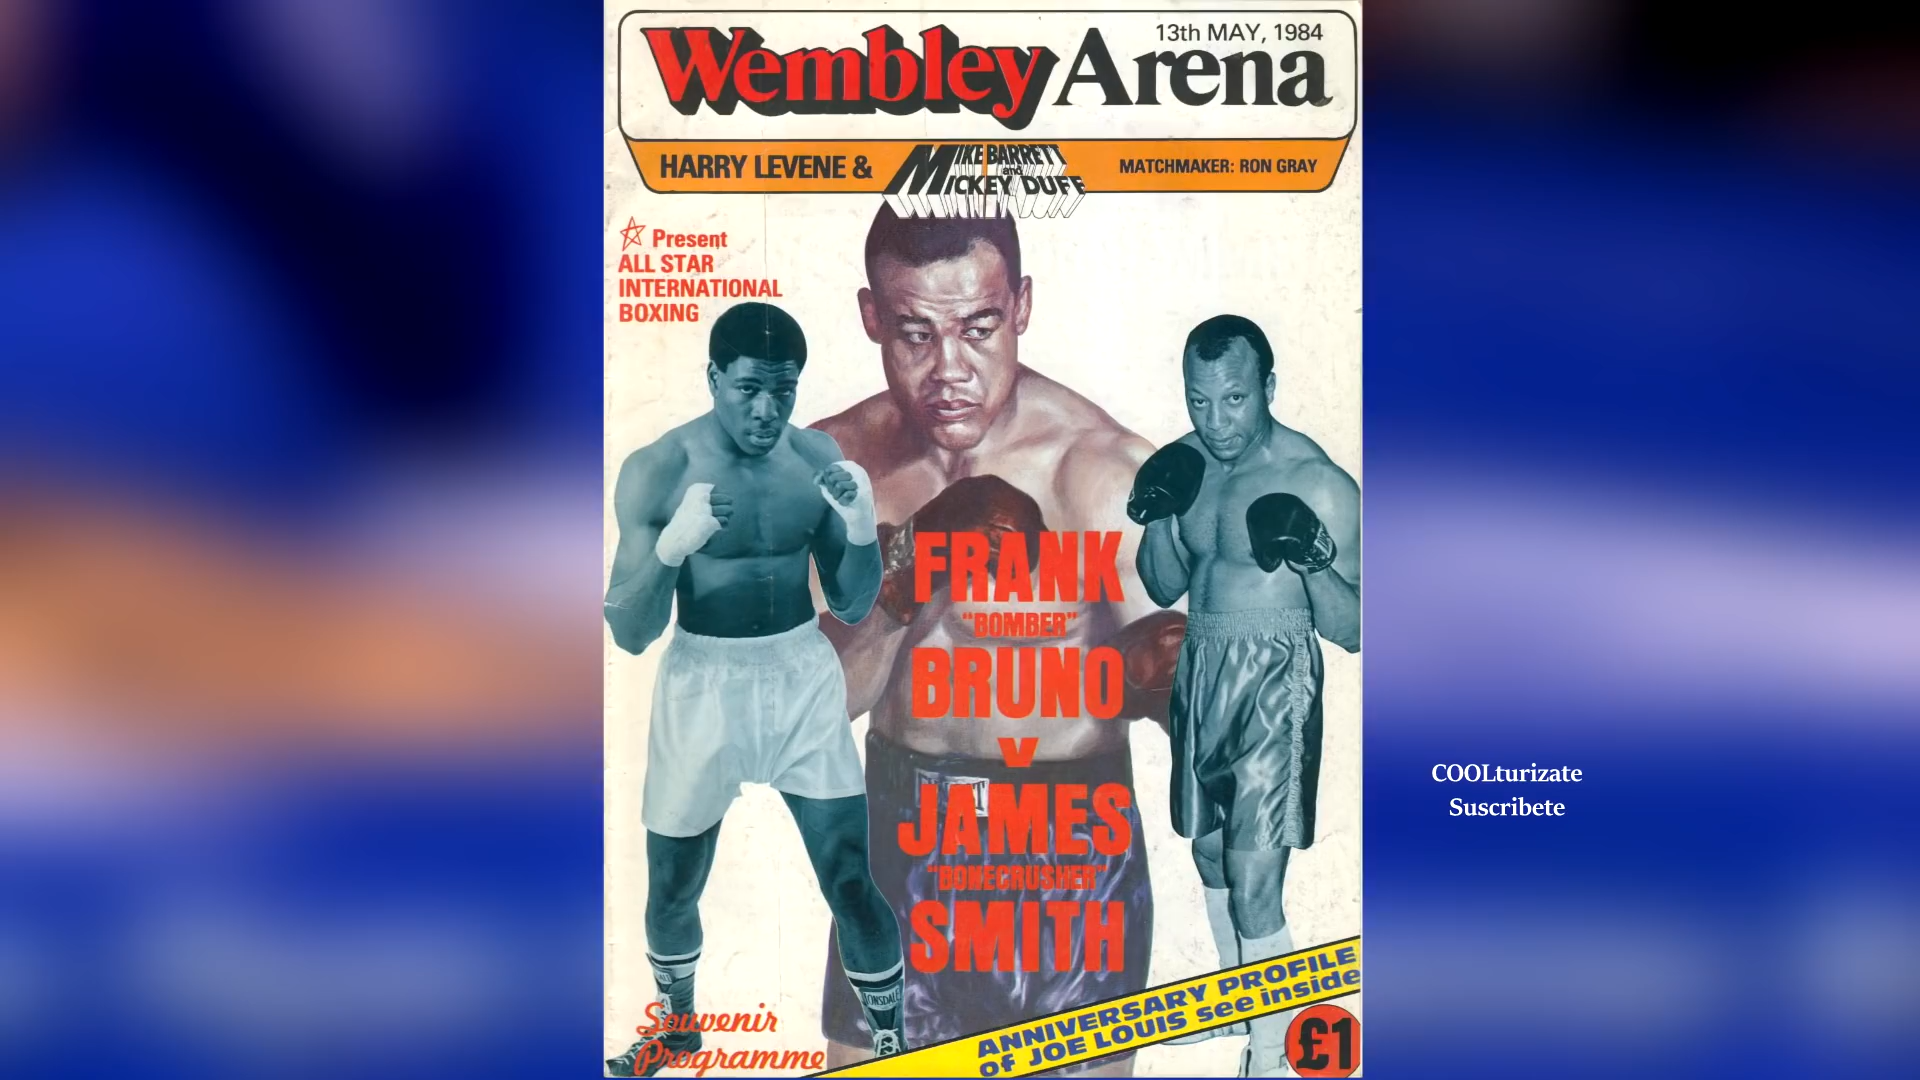 13th MAY, 1984
Wembley Arena
HARRY LEVENE & MIKE BARRETT and MICKEY DUFF
MATCHMAKER: RON GRAY
Present
ALL STAR
INTERNATIONAL
BOXING
FRANK
"BOMBER"
BRUNO
v
JAMES
"BONECRUSHER"
SMITH
COOLturizate
Suscribete
LONSDALE
ANNIVERSARY PROFILE
of JOE LOUIS see inside
Souvenir
Programme
£1